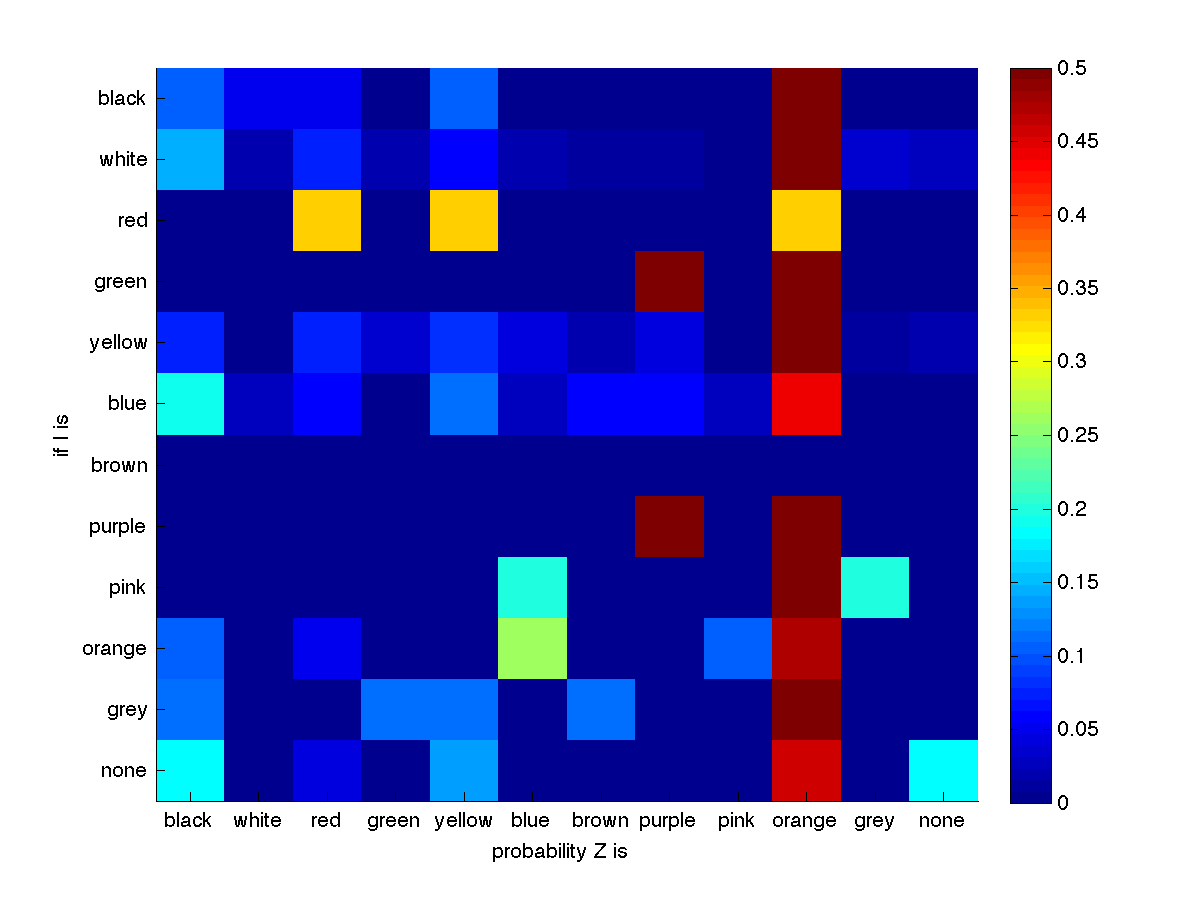 black
white
red
green
yellow
blue
brown
purple
pink
orange
grey
none
if I is
black white red green yellow blue brown purple pink orange grey none
probability Z is
0.5
0.45
0.4
0.35
0.3
0.25
0.2
0.15
0.1
0.05
0